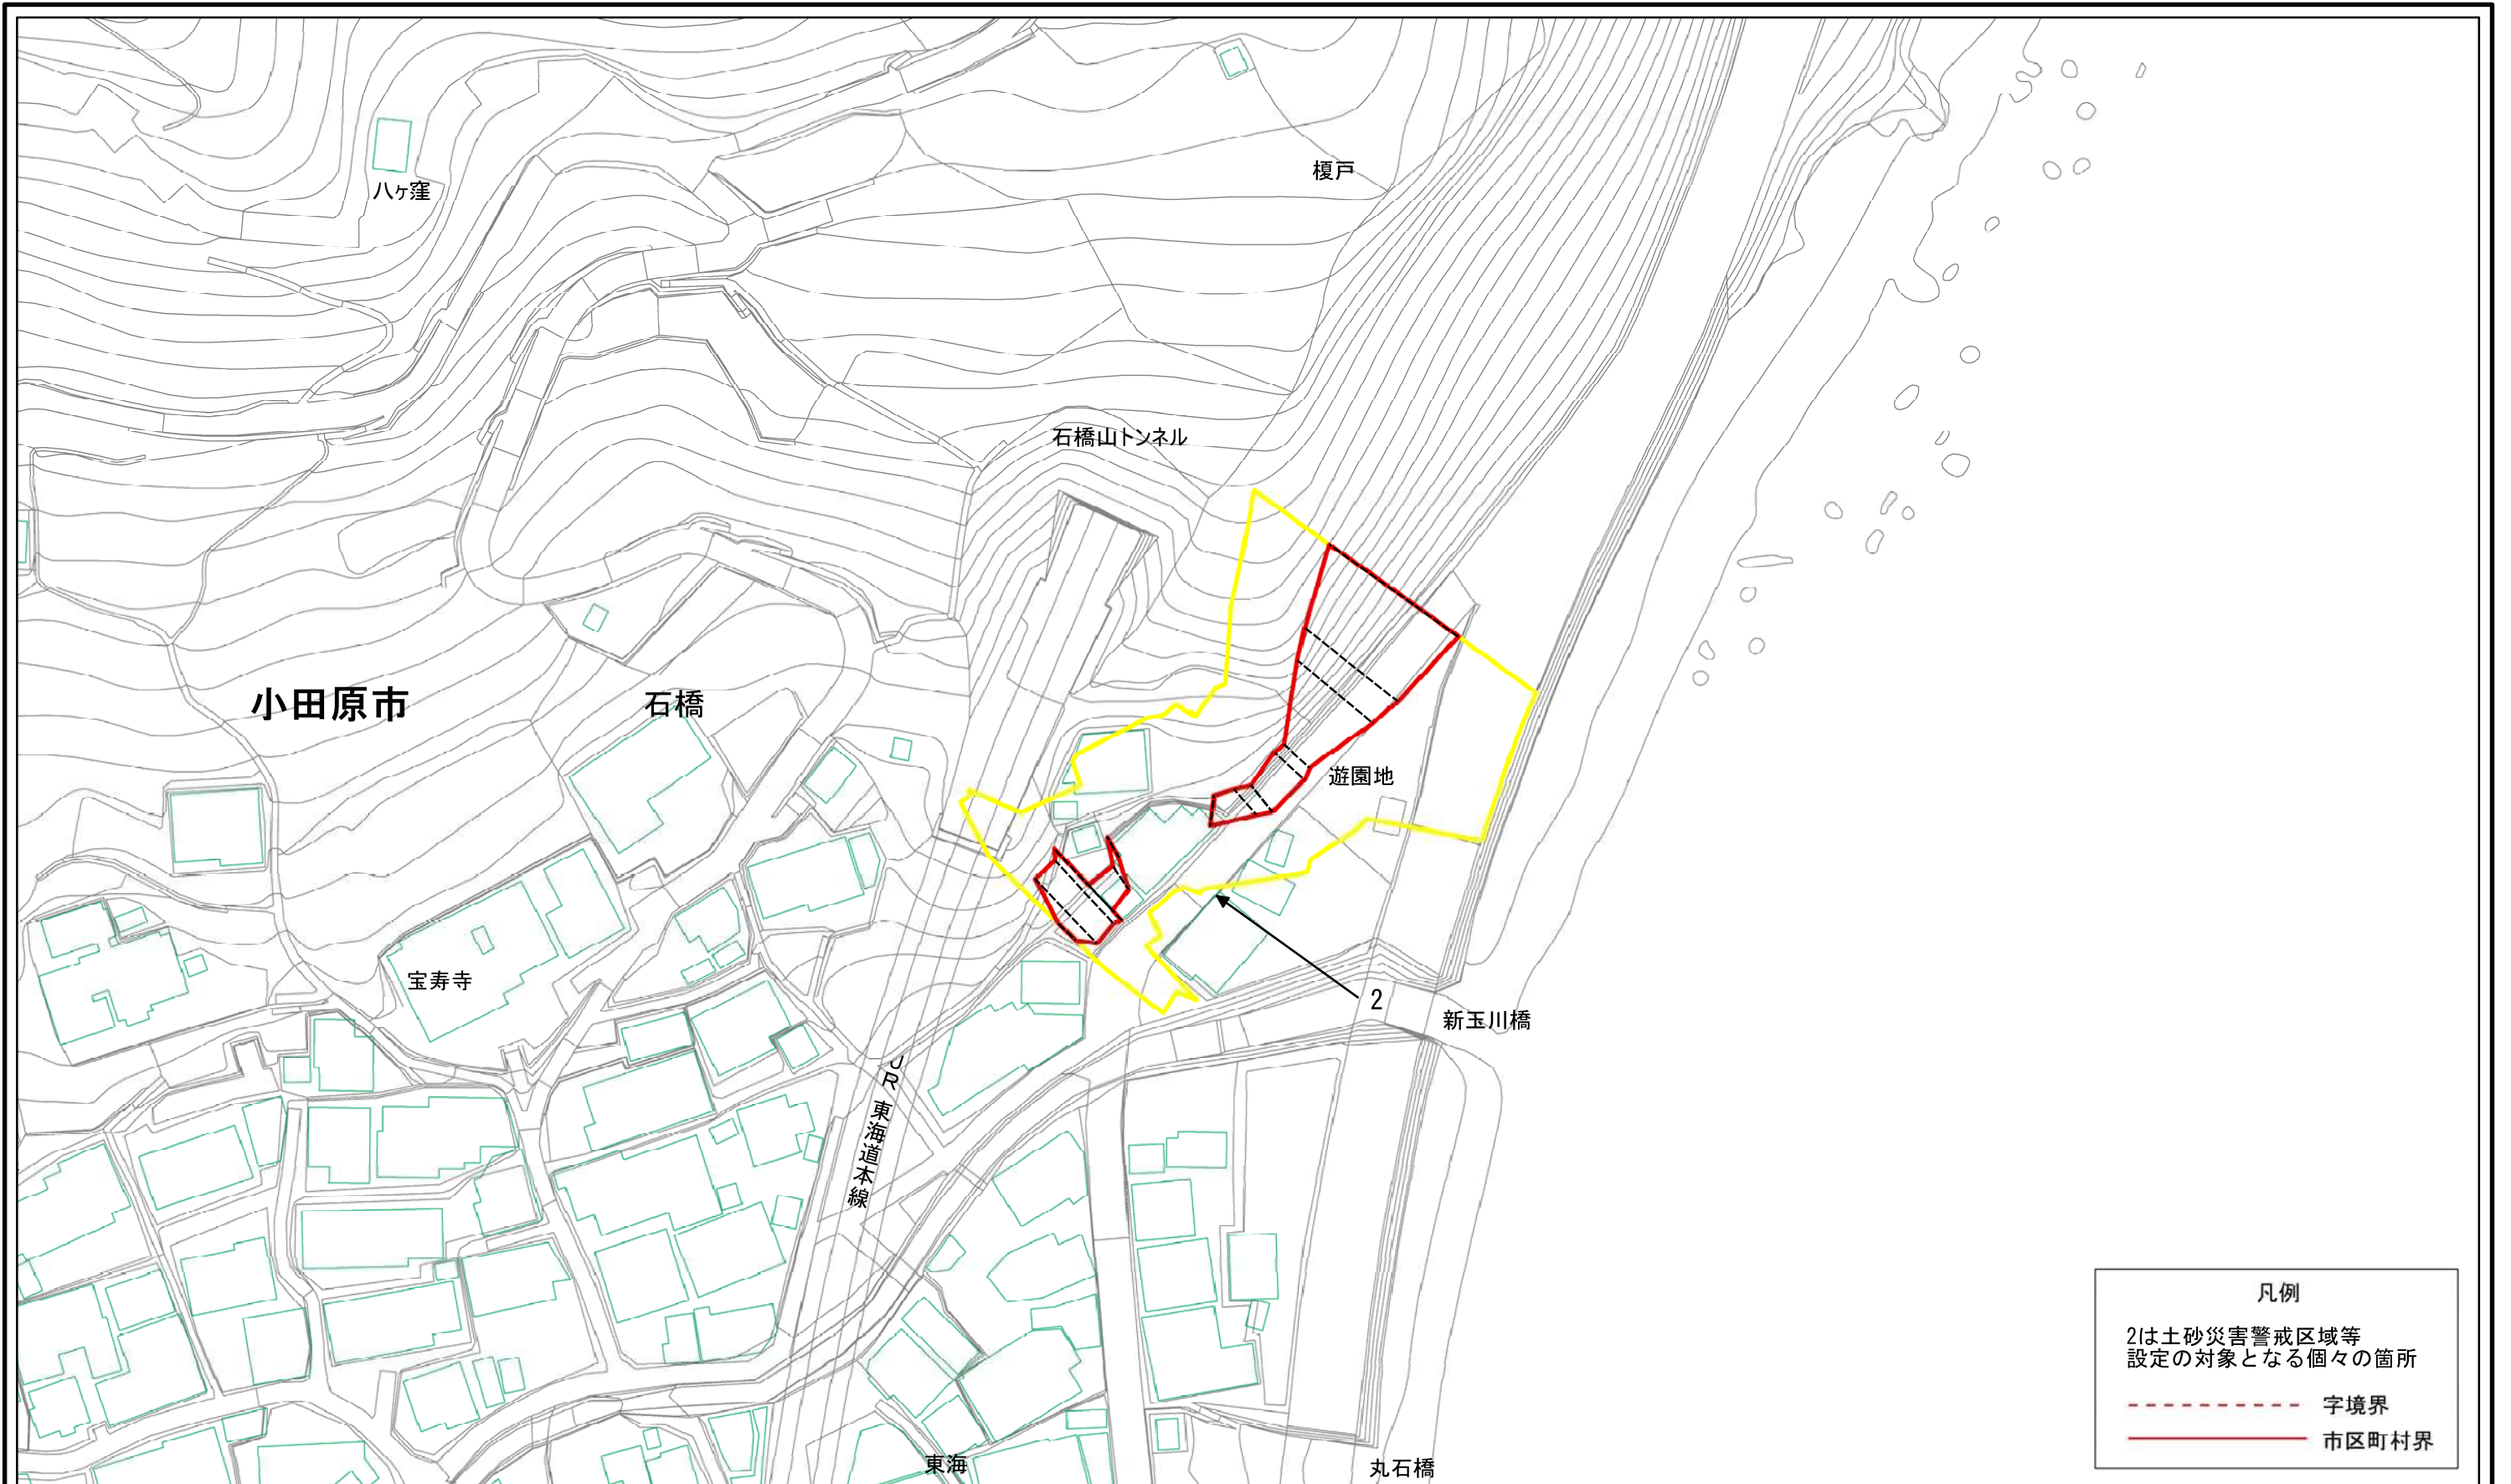 榎戸
八ヶ窪
石橋山トンネル
小田原市
石橋
遊園地
宝寿寺
2
新玉川橋
JR 東海道本線
東海
丸石橋
凡例
2は土砂災害警戒区域等
設定の対象となる個々の箇所
字境界
市区町村界